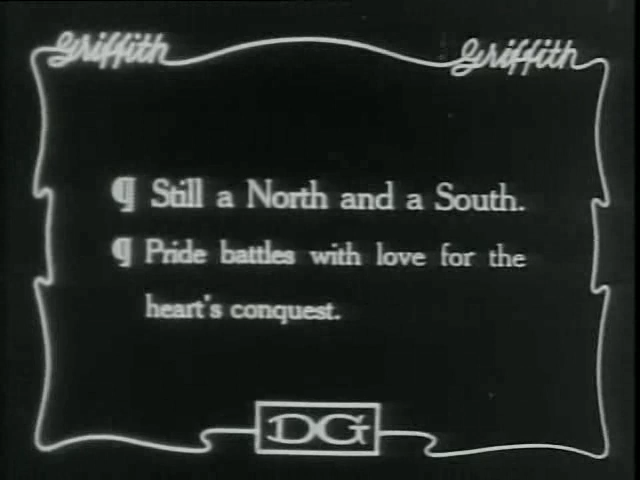 Griffith Griffith
¶ Still a North and a South.
¶ Pride battles with love for the
heart's conquest.
DG